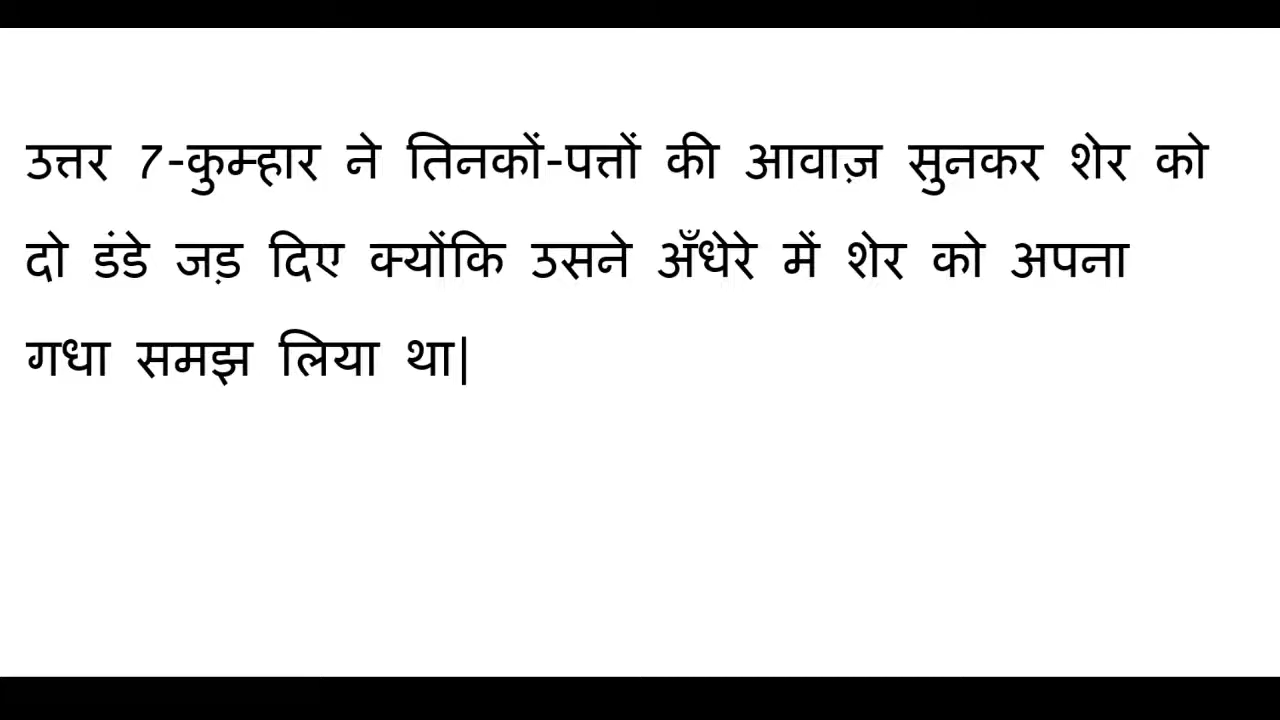 उत्तर 7-कुम्हार ने तिनकों-पत्तों की आवाज़ सुनकर शेर को
दो डंडे जड़ दिए क्योंकि उसने अँधेरे में शेर को अपना
गधा समझ लिया था|